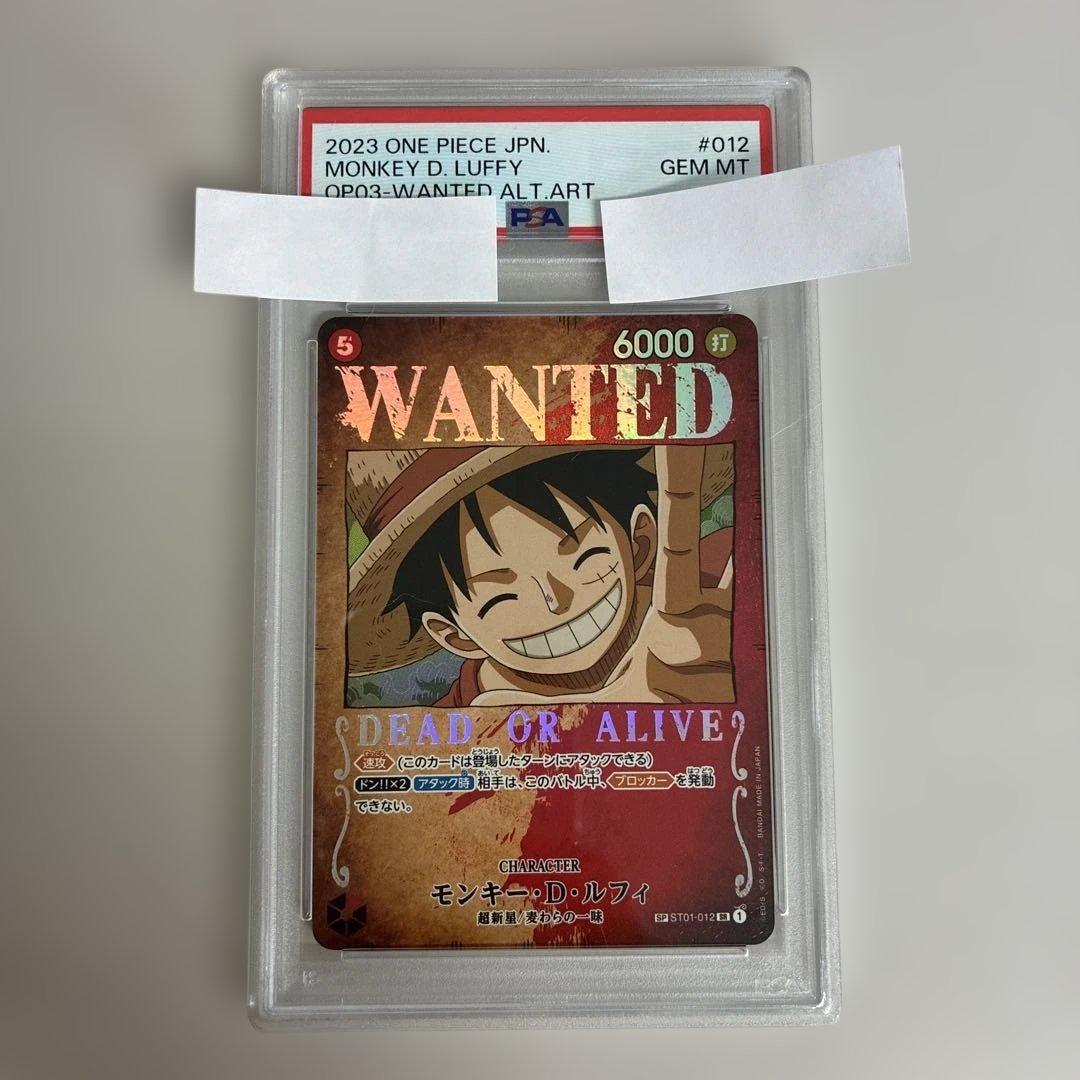 2023 ONE PIECE JPN. #012
MONKEY D. LUFFY GEM MT
OP03-WANTED ALT.ART
PSA
5 6000 打
WANTED
DEAD OR ALIVE
速攻 (このカードは登場したターンにアタックできる)
ドン!!×2 アタック時 相手は、このバトル中、ブロッカーを発動
できない。
CHARACTER
モンキー・D・ルフィ
超新星/麦わらの一味
SP ST01-012 SR 1
BANDAI MADE IN JAPAN